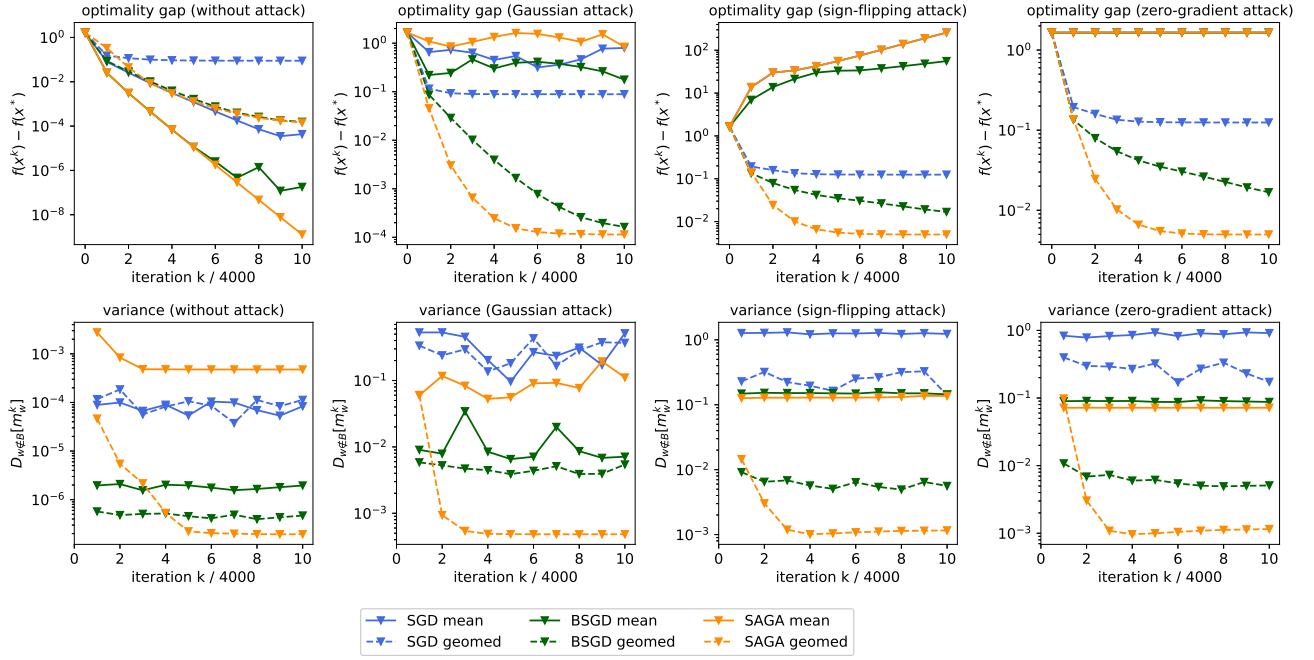 optimality gap (without attack)
optimality gap (Gaussian attack)
optimality gap (sign-flipping attack)
optimality gap (zero-gradient attack)
f(x^k) − f(x^*)
10^0
10^-2
10^-4
10^-6
10^-8
0 2 4 6 8 10
iteration k / 4000
f(x^k) − f(x^*)
10^0
10^-1
10^-2
10^-3
10^-4
0 2 4 6 8 10
iteration k / 4000
f(x^k) − f(x^*)
10^2
10^1
10^0
10^-1
10^-2
0 2 4 6 8 10
iteration k / 4000
f(x^k) − f(x^*)
10^0
10^-1
10^-2
0 2 4 6 8 10
iteration k / 4000
variance (without attack)
variance (Gaussian attack)
variance (sign-flipping attack)
variance (zero-gradient attack)
D_{w∉B}[m_w^k]
10^-3
10^-4
10^-5
10^-6
0 2 4 6 8 10
iteration k / 4000
D_{w∉B}[m_w^k]
10^-1
10^-2
10^-3
0 2 4 6 8 10
iteration k / 4000
D_{w∉B}[m_w^k]
10^0
10^-1
10^-2
10^-3
0 2 4 6 8 10
iteration k / 4000
D_{w∉B}[m_w^k]
10^0
10^-1
10^-2
10^-3
0 2 4 6 8 10
iteration k / 4000
SGD mean BSGD mean SAGA mean
SGD geomed BSGD geomed SAGA geomed